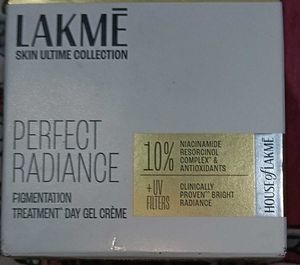 LAKMĒ
SKIN ULTIME COLLECTION
PERFECT
RADIANCE
PIGMENTATION
TREATMENT* DAY GEL CRÈME
10%
NIACINAMIDE
RESORCINOL
COMPLEX^ &
ANTIOXIDANTS
+ UV
FILTERS
CLINICALLY
PROVEN** BRIGHT
RADIANCE
HOUSE of LAKMĒ